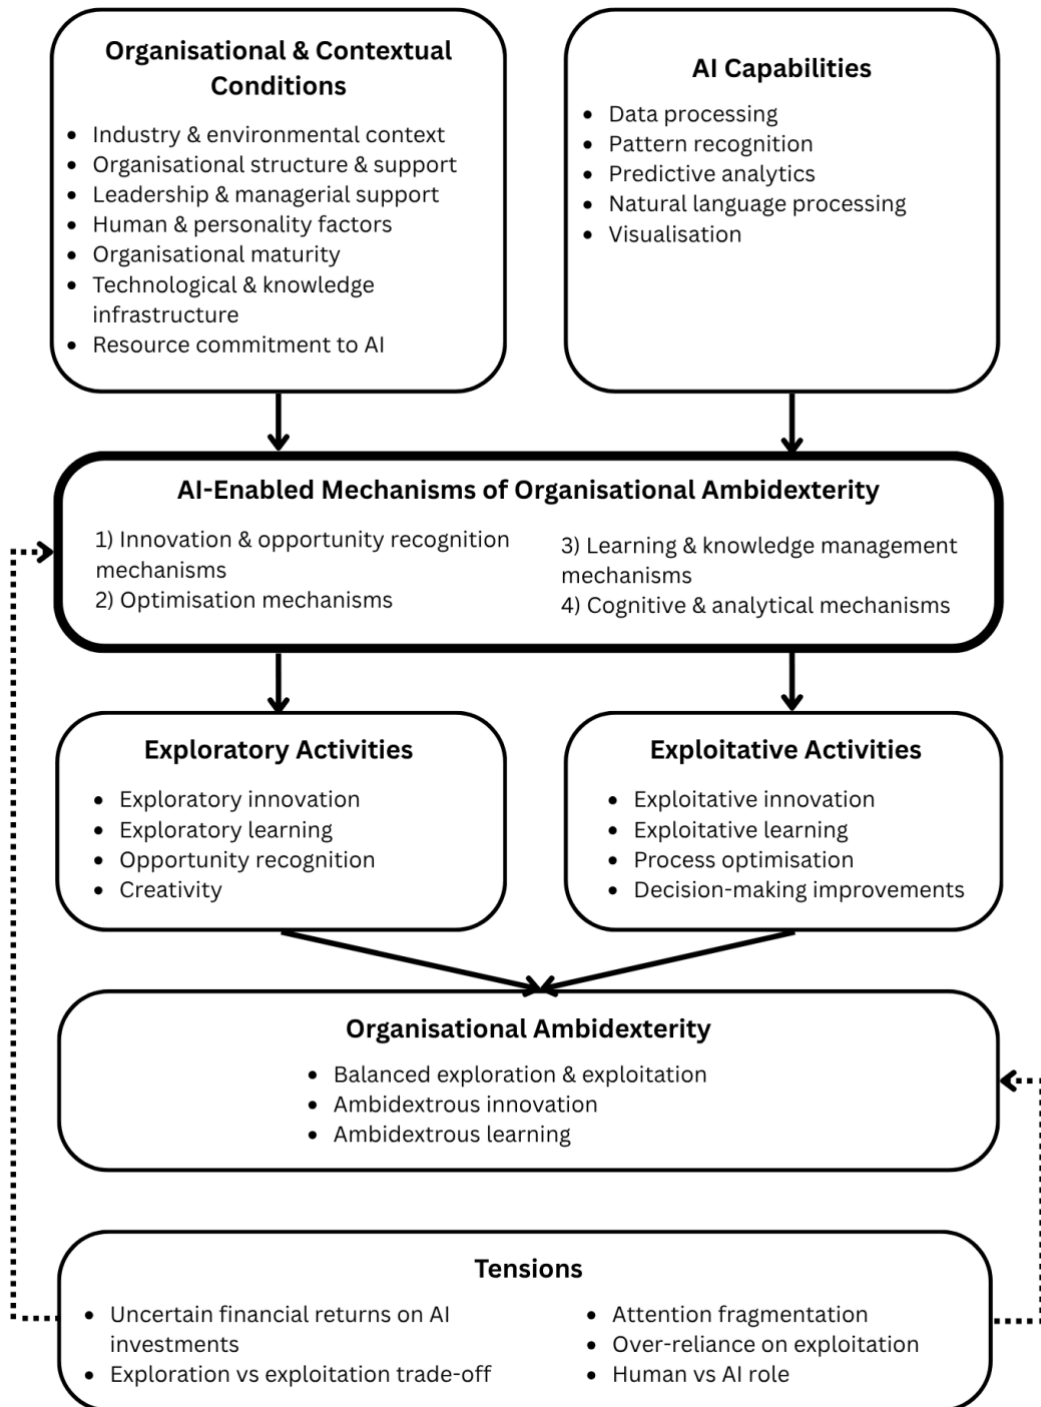 Organisational & Contextual
Conditions
• Industry & environmental context
• Organisational structure & support
• Leadership & managerial support
• Human & personality factors
• Organisational maturity
• Technological & knowledge
infrastructure
• Resource commitment to AI
AI Capabilities
• Data processing
• Pattern recognition
• Predictive analytics
• Natural language processing
• Visualisation
AI-Enabled Mechanisms of Organisational Ambidexterity
1) Innovation & opportunity recognition
mechanisms
2) Optimisation mechanisms
3) Learning & knowledge management
mechanisms
4) Cognitive & analytical mechanisms
Exploratory Activities
• Exploratory innovation
• Exploratory learning
• Opportunity recognition
• Creativity
Exploitative Activities
• Exploitative innovation
• Exploitative learning
• Process optimisation
• Decision-making improvements
Organisational Ambidexterity
• Balanced exploration & exploitation
• Ambidextrous innovation
• Ambidextrous learning
Tensions
• Uncertain financial returns on AI
investments
• Exploration vs exploitation trade-off
• Attention fragmentation
• Over-reliance on exploitation
• Human vs AI role